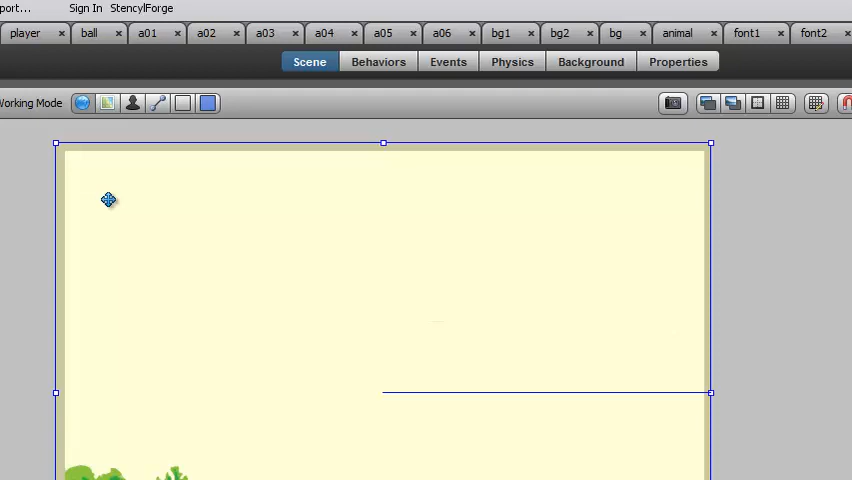 port... Sign In StencylForge
player ball a01 a02 a03 a04 a05 a06 bg1 bg2 bg animal font1 font2
Scene Behaviors Events Physics Background Properties
Working Mode